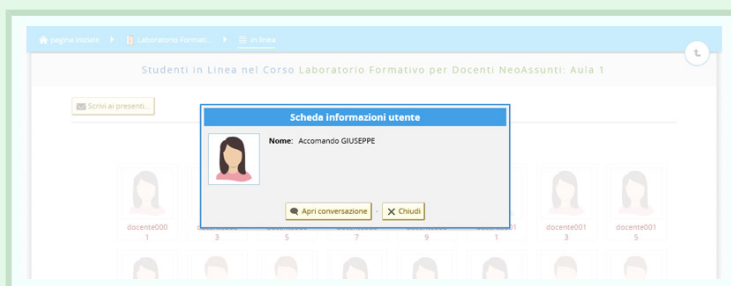 pagina iniziale Laboratorio Format... in linea
Studenti in Linea nel Corso Laboratorio Formativo per Docenti NeoAssunti: Aula 1
Scrivi ai presenti...
Scheda informazioni utente
Nome: Accomando GIUSEPPE
Apri conversazione - Chiudi
docente000 docente001 docente001
1 3 5 7 9 1 3 5